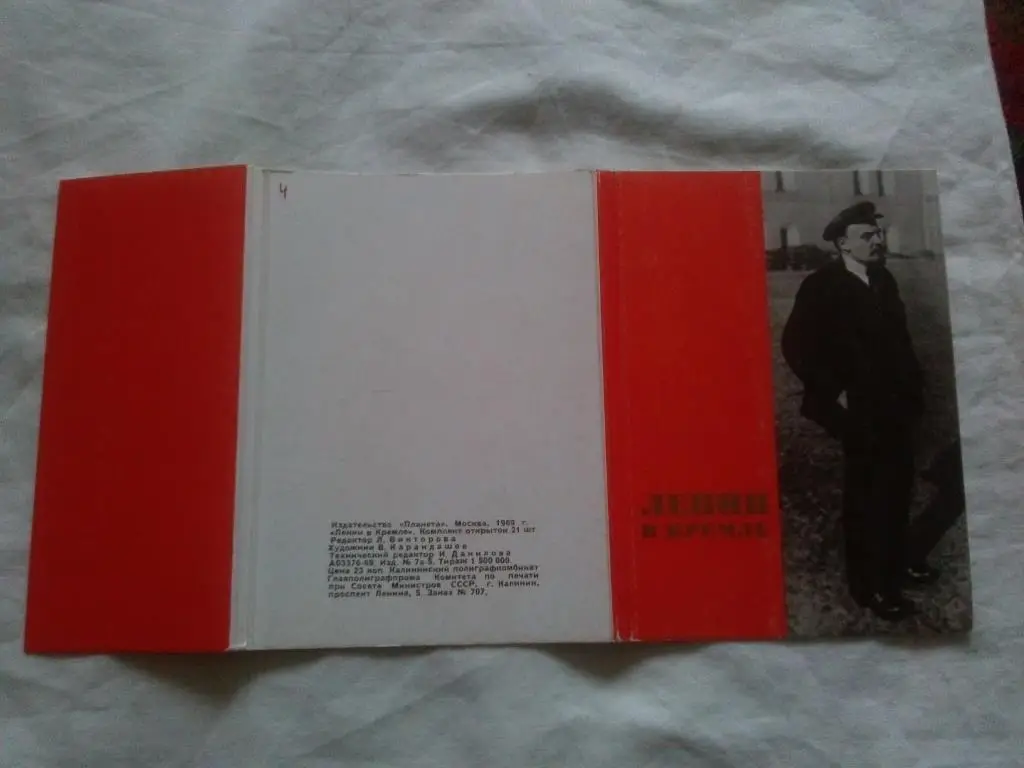 4
Издательство «Планета». Москва, 1969 г.
«Ленин в Кремле». Комплект открыток 21 шт
Редактор Л. Викторова
Художник В. Карандашов
Технический редактор И. Данилова
А03376-69. Изд. № 7а-5. Тираж 1 500 000.
Цена 23 коп. Калининский полиграфкомбинат
Главполиграфпрома Комитета по печати
при Совете Министров СССР, г. Калинин,
проспект Ленина, 5. Заказ № 707.
ЛЕНИН
В КРЕМЛЕ